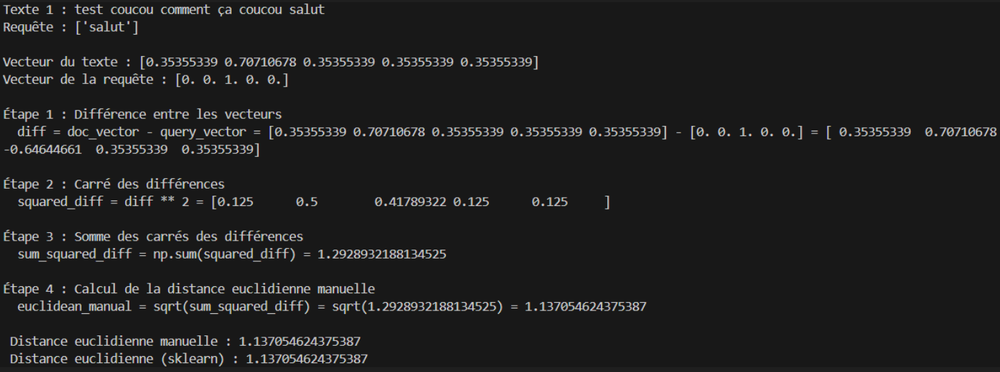 Texte 1 : test coucou comment ça coucou salut
Requête : ['salut']
Vecteur du texte : [0.35355339 0.70710678 0.35355339 0.35355339 0.35355339]
Vecteur de la requête : [0. 0. 1. 0. 0.]
Étape 1 : Différence entre les vecteurs
diff = doc_vector - query_vector = [0.35355339 0.70710678 0.35355339 0.35355339 0.35355339] - [0. 0. 1. 0. 0.] = [ 0.35355339  0.70710678
-0.64644661  0.35355339  0.35355339]
Étape 2 : Carré des différences
squared_diff = diff ** 2 = [0.125      0.5        0.41789322 0.125      0.125     ]
Étape 3 : Somme des carrés des différences
sum_squared_diff = np.sum(squared_diff) = 1.2928932188134525
Étape 4 : Calcul de la distance euclidienne manuelle
euclidean_manual = sqrt(sum_squared_diff) = sqrt(1.2928932188134525) = 1.137054624375387
Distance euclidienne manuelle : 1.137054624375387
Distance euclidienne (sklearn) : 1.137054624375387